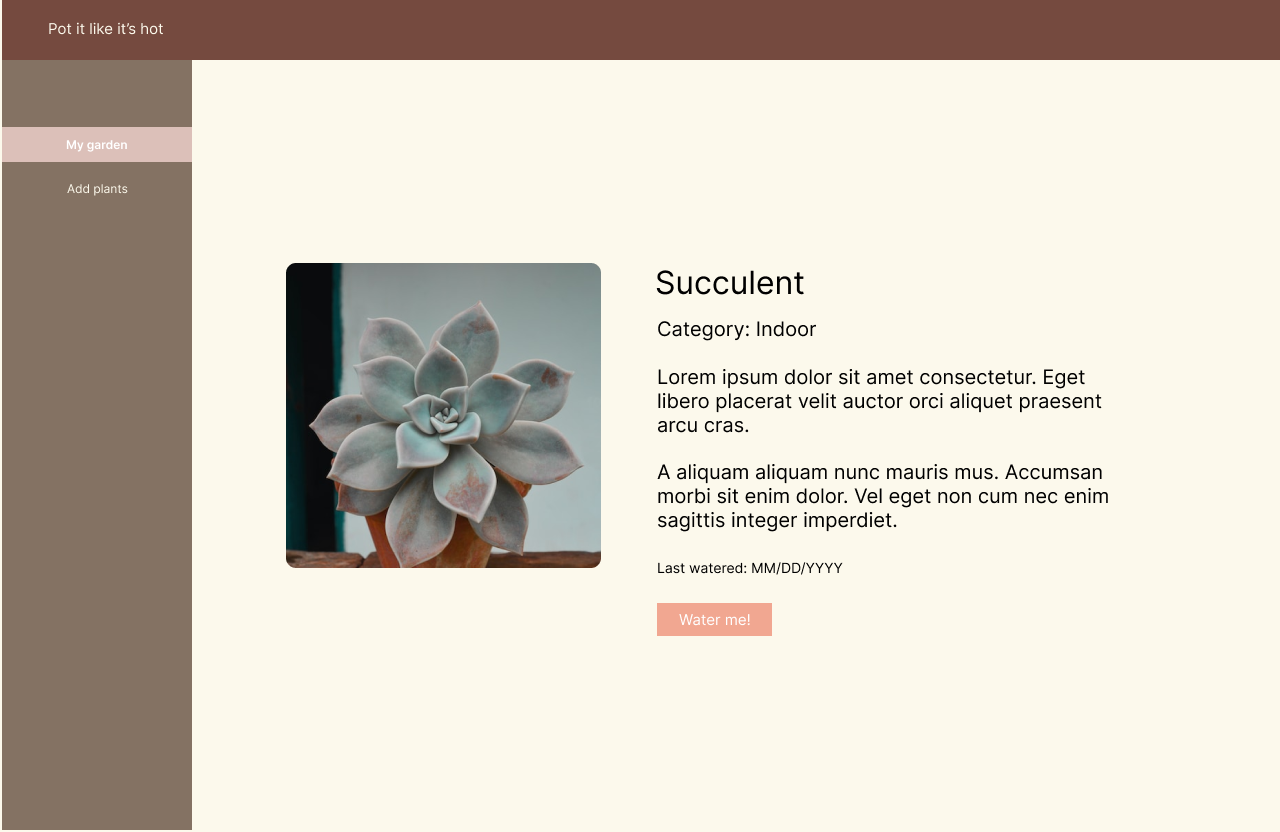 Pot it like it’s hot
My garden
Add plants
Succulent
Category: Indoor
Lorem ipsum dolor sit amet consectetur. Eget
libero placerat velit auctor orci aliquet praesent
arcu cras.
A aliquam aliquam nunc mauris mus. Accumsan
morbi sit enim dolor. Vel eget non cum nec enim
sagittis integer imperdiet.
Last watered: MM/DD/YYYY
Water me!